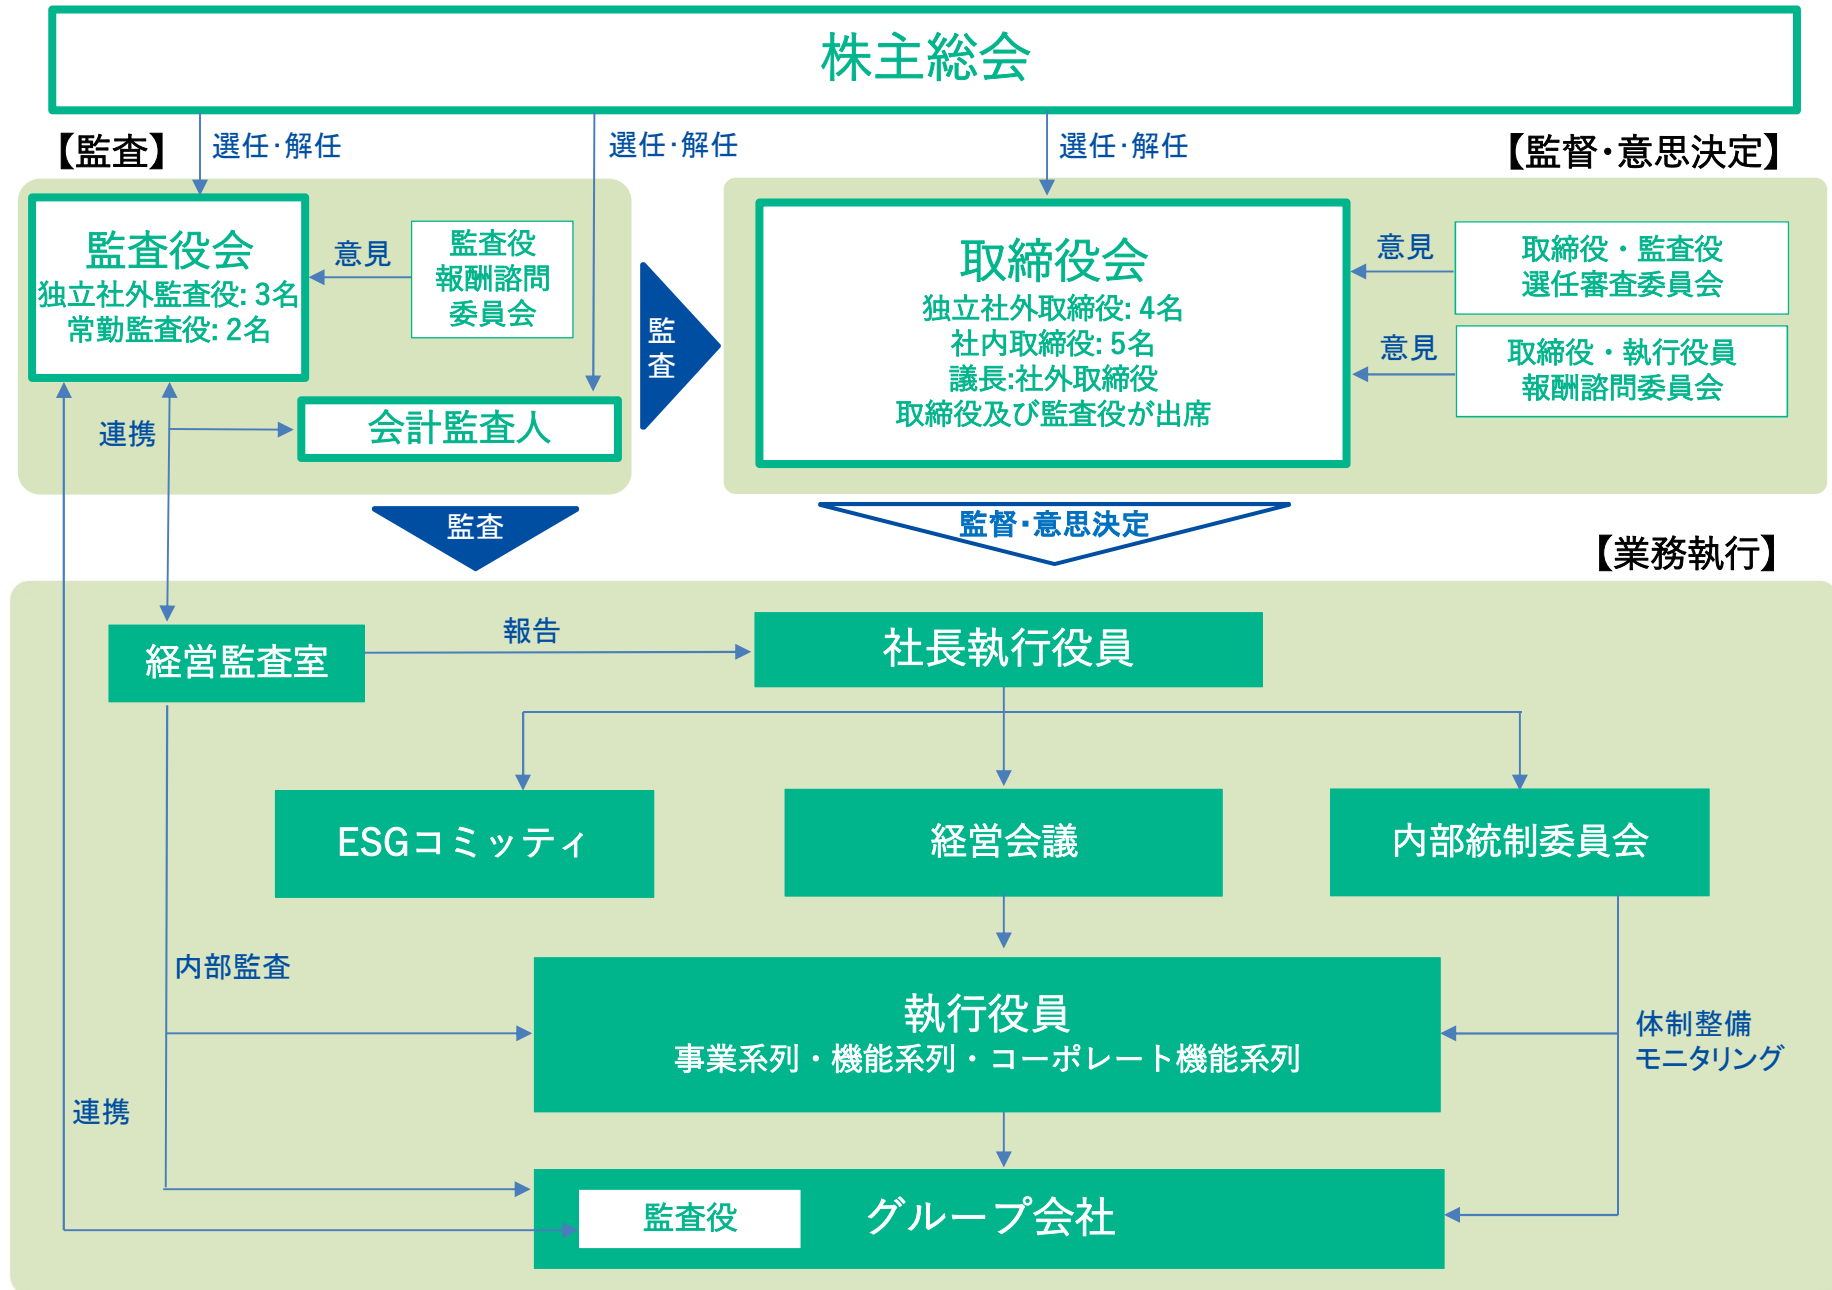 株主総会
【監査】
選任・解任
選任・解任
選任・解任
【監督・意思決定】
監査役会
独立社外監査役: 3名
常勤監査役: 2名
意見
監査役
報酬諮問
委員会
連携
会計監査人
監
査
取締役会
独立社外取締役: 4名
社内取締役: 5名
議長:社外取締役
取締役及び監査役が出席
意見
取締役・監査役
選任審査委員会
意見
取締役・執行役員
報酬諮問委員会
監査
監督・意思決定
【業務執行】
経営監査室
報告
社長執行役員
ESGコミッティ
経営会議
内部統制委員会
内部監査
執行役員
事業系列・機能系列・コーポレート機能系列
体制整備
モニタリング
連携
監査役
グループ会社